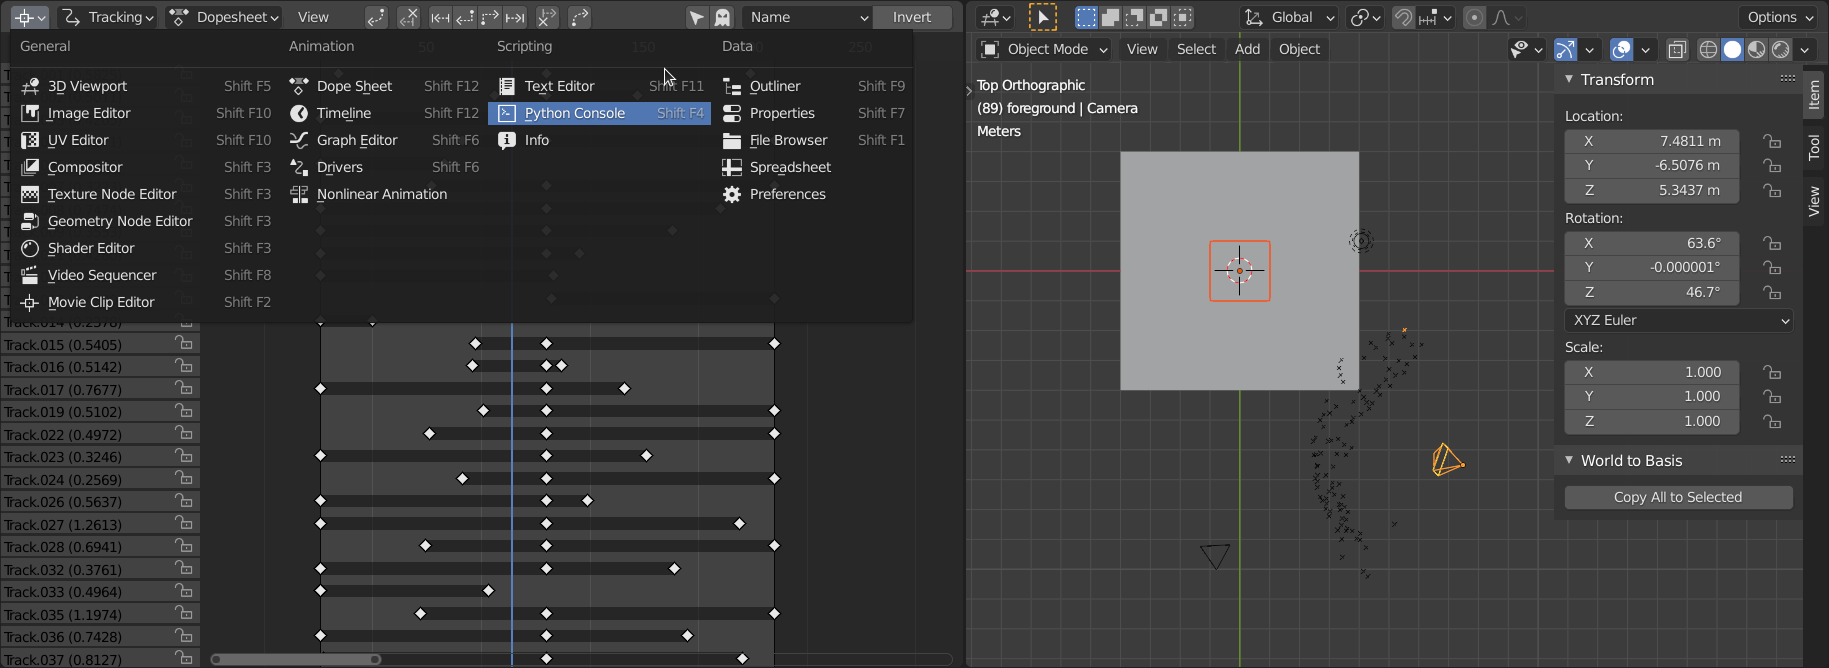 Tracking
Dopesheet
View
Name
Invert
General
3D Viewport Shift F5
Image Editor Shift F10
UV Editor Shift F10
Compositor Shift F3
Texture Node Editor Shift F3
Geometry Node Editor Shift F3
Shader Editor Shift F3
Video Sequencer Shift F8
Movie Clip Editor Shift F2
Animation
Dope Sheet Shift F12
Timeline Shift F12
Graph Editor Shift F6
Drivers Shift F6
Nonlinear Animation
Scripting
Text Editor Shift F11
Python Console Shift F4
Info
Data
Outliner Shift F9
Properties Shift F7
File Browser Shift F1
Spreadsheet
Preferences
50
150
250
Track.015 (0.5405)
Track.016 (0.5142)
Track.017 (0.7677)
Track.019 (0.5102)
Track.022 (0.4972)
Track.023 (0.3246)
Track.024 (0.2569)
Track.026 (0.5637)
Track.027 (1.2613)
Track.028 (0.6941)
Track.032 (0.3761)
Track.033 (0.4964)
Track.035 (1.1974)
Track.036 (0.7428)
Track.037 (0.8127)
Global
Options
Object Mode
View
Select
Add
Object
Top Orthographic
(89) foreground | Camera
Meters
Transform
Location:
X 7.4811 m
Y -6.5076 m
Z 5.3437 m
Rotation:
X 63.6°
Y -0.000001°
Z 46.7°
XYZ Euler
Scale:
X 1.000
Y 1.000
Z 1.000
World to Basis
Copy All to Selected
Item
Tool
View